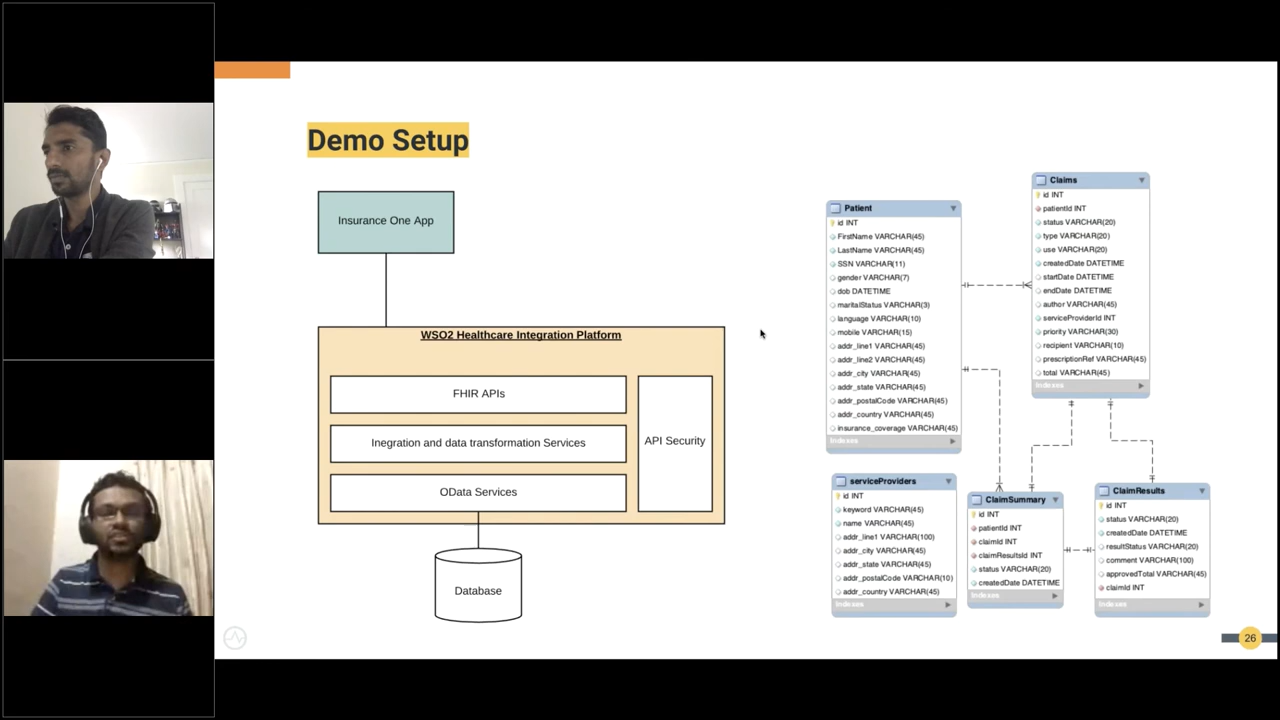 Demo Setup
Insurance One App
WSO2 Healthcare Integration Platform
FHIR APIs
Inegration and data transformation Services
OData Services
API Security
Database
Patient
id INT
FirstName VARCHAR(45)
LastName VARCHAR(45)
SSN VARCHAR(11)
gender VARCHAR(7)
dob DATETIME
maritalStatus VARCHAR(3)
language VARCHAR(10)
mobile VARCHAR(15)
addr_line1 VARCHAR(45)
addr_line2 VARCHAR(45)
addr_city VARCHAR(45)
addr_state VARCHAR(45)
addr_postalCode VARCHAR(45)
addr_country VARCHAR(45)
insurance_coverage VARCHAR(45)
Indexes
Claims
id INT
patientId INT
status VARCHAR(20)
type VARCHAR(20)
use VARCHAR(20)
createdDate DATETIME
startDate DATETIME
endDate DATETIME
author VARCHAR(45)
serviceProviderId INT
priority VARCHAR(30)
recipient VARCHAR(10)
prescriptionRef VARCHAR(45)
total VARCHAR(45)
Indexes
serviceProviders
id INT
keyword VARCHAR(45)
name VARCHAR(45)
addr_line1 VARCHAR(100)
addr_city VARCHAR(45)
addr_state VARCHAR(45)
addr_postalCode VARCHAR(10)
addr_country VARCHAR(45)
Indexes
ClaimSummary
id INT
patientId INT
claimId INT
claimResultsId INT
status VARCHAR(20)
createdDate DATETIME
Indexes
ClaimResults
id INT
status VARCHAR(20)
createdDate DATETIME
resultStatus VARCHAR(20)
comment VARCHAR(100)
approvedTotal VARCHAR(45)
claimId INT
Indexes
26